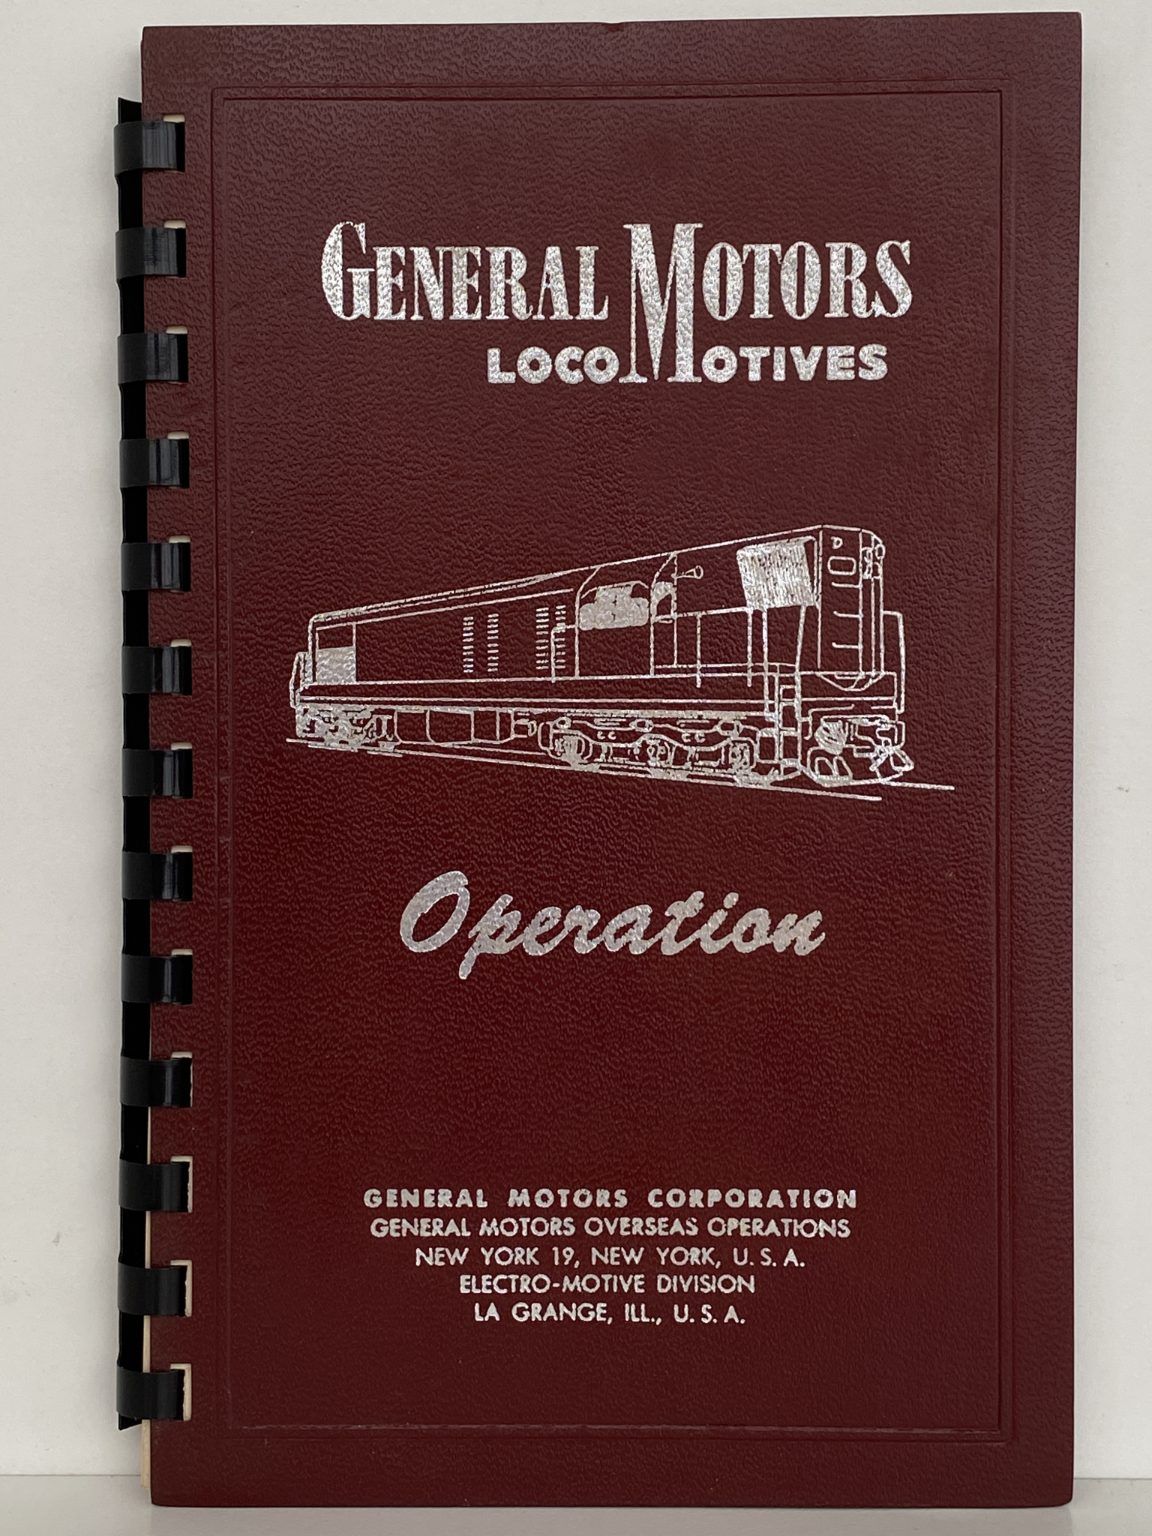 GENERAL MOTORS
LOCOMOTIVES
Operation
GENERAL MOTORS CORPORATION
GENERAL MOTORS OVERSEAS OPERATIONS
NEW YORK 19, NEW YORK, U. S. A.
ELECTRO-MOTIVE DIVISION
LA GRANGE, ILL., U. S. A.